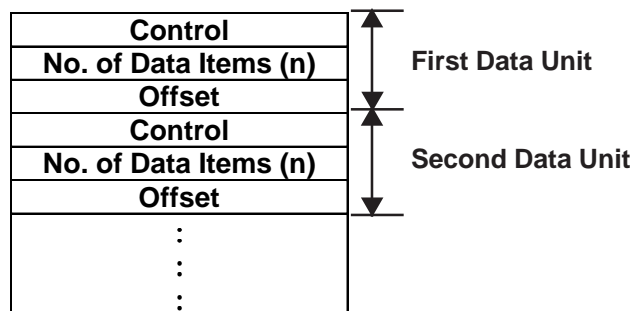 Control
No. of Data Items (n)
First Data Unit
Offset
Control
No. of Data Items (n)
Second Data Unit
Offset
:
:
: